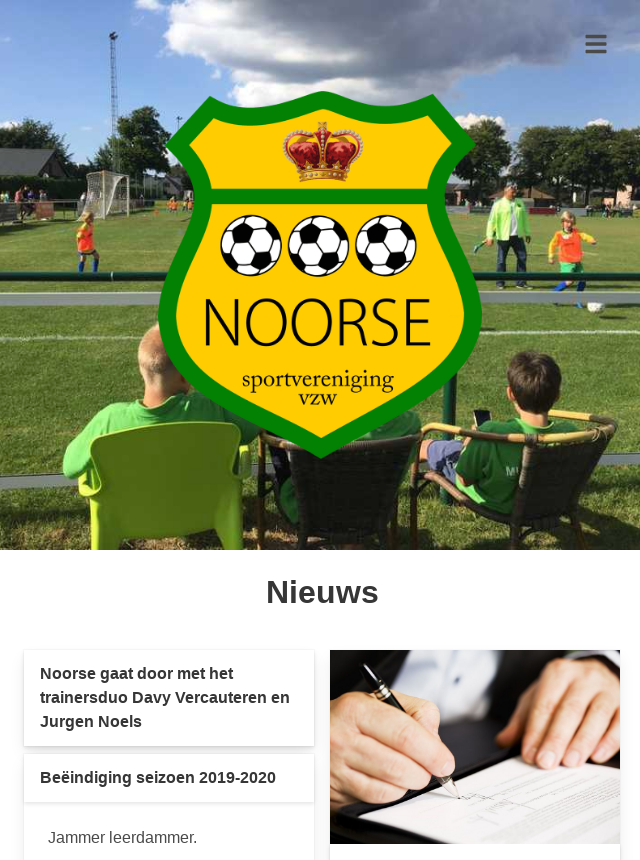 NOORSE
sportvereniging
vzw
Nieuws
Noorse gaat door met het
trainersduo Davy Vercauteren en
Jurgen Noels
Beëindiging seizoen 2019-2020
Jammer leerdammer.